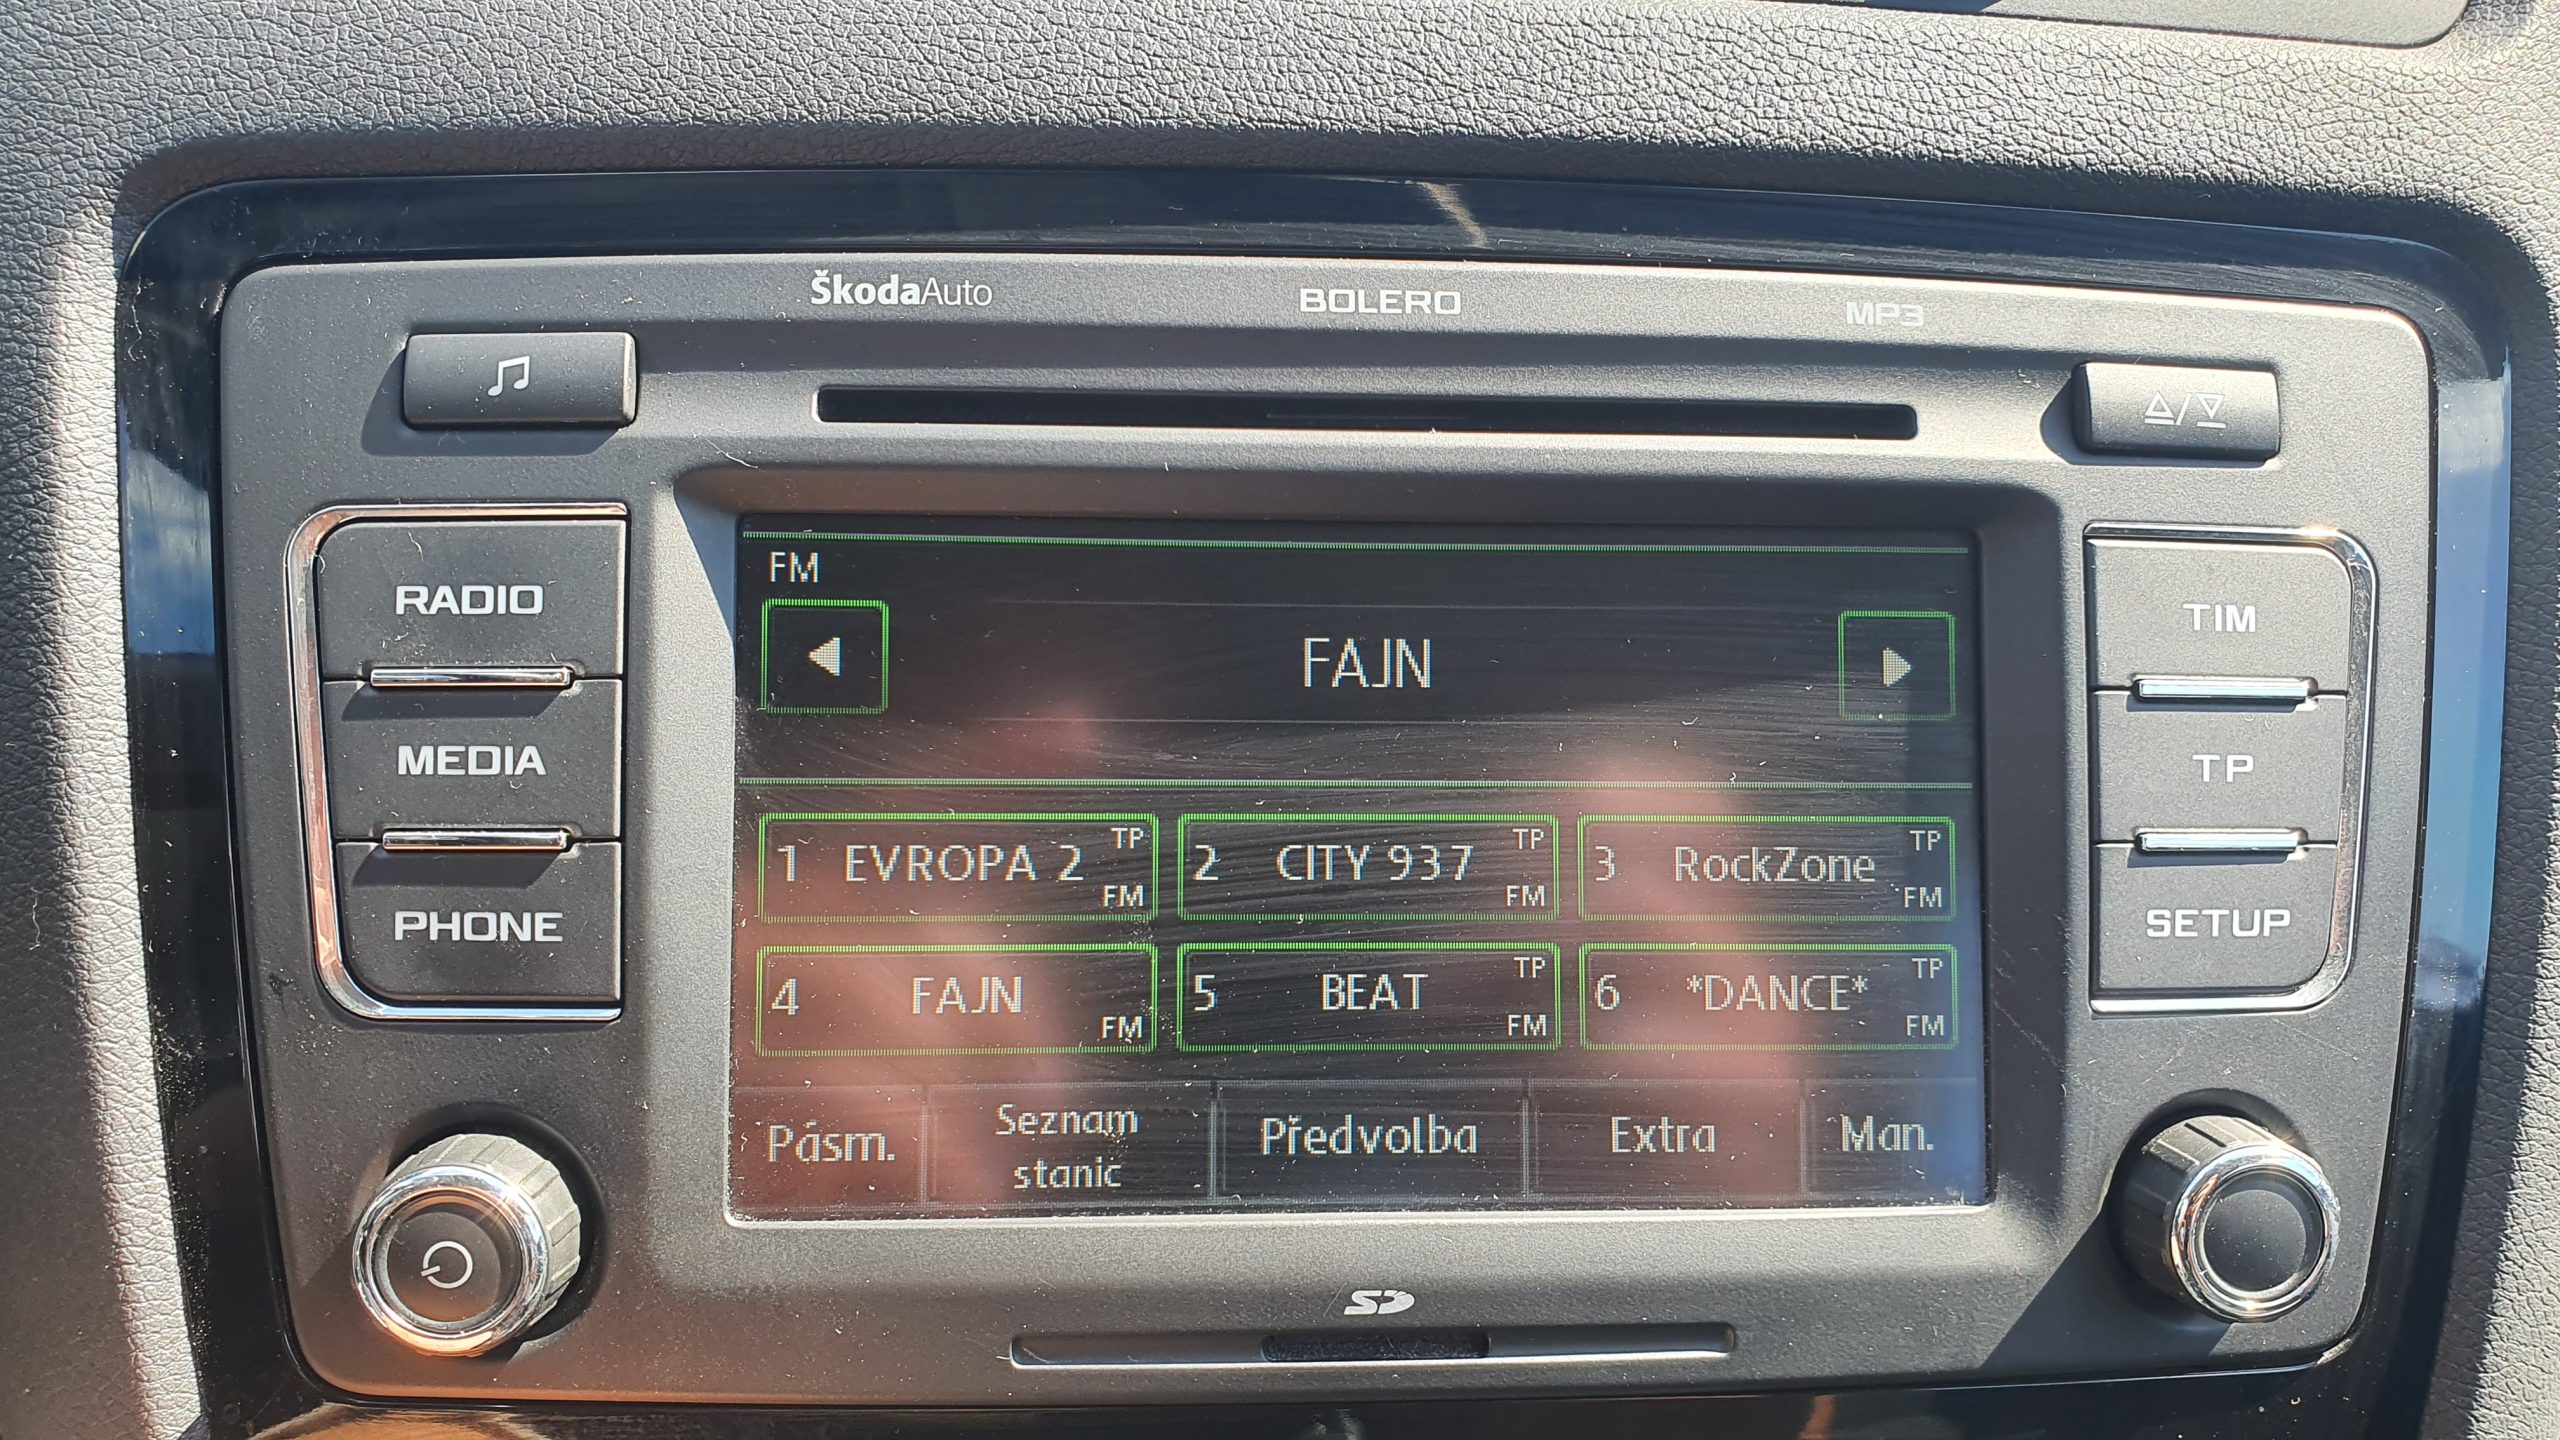 ŠkodaAuto
BOLERO
MP3
RADIO
MEDIA
PHONE
FM
FAJN
1 EVROPA 2 TP FM
2 CITY 937 TP FM
3 RockZone TP FM
4 FAJN FM
5 BEAT TP FM
6 *DANCE* TP FM
Pásm.
Seznam
stanic
Předvolba
Extra
Man.
TIM
TP
SETUP
SD